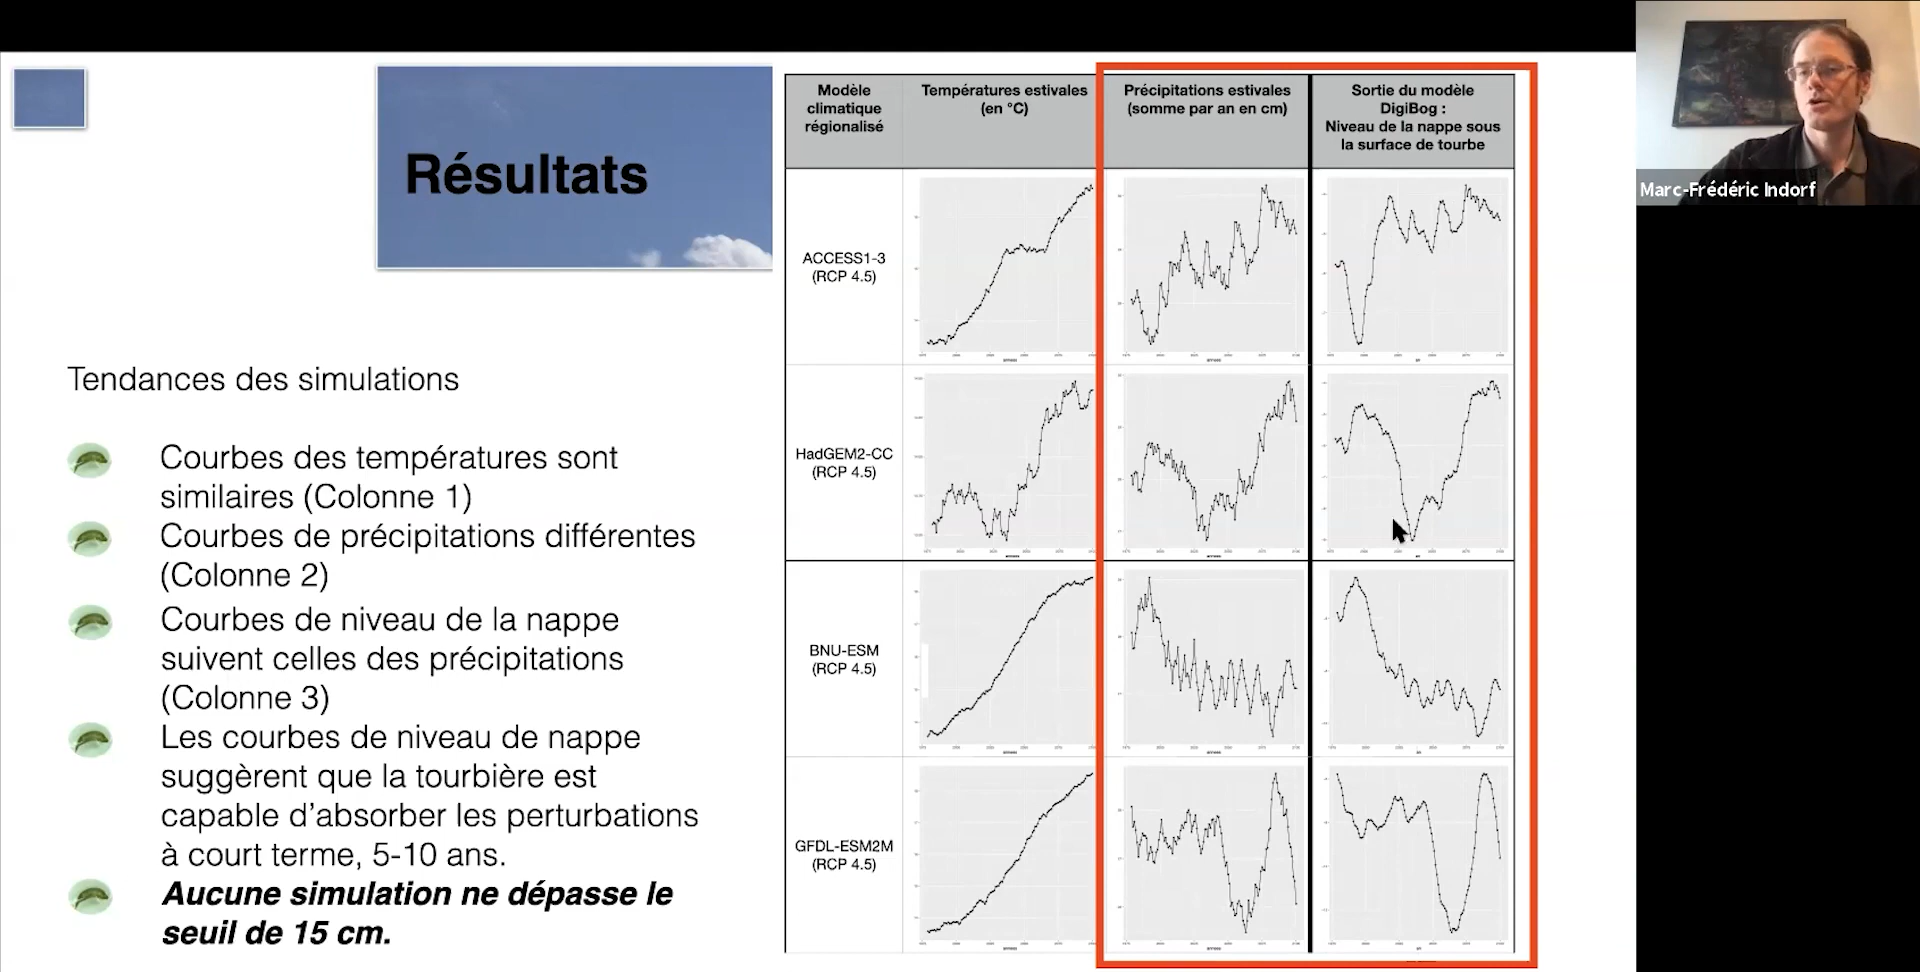 Résultats
Tendances des simulations
Courbes des températures sont
similaires (Colonne 1)
Courbes de précipitations différentes
(Colonne 2)
Courbes de niveau de la nappe
suivent celles des précipitations
(Colonne 3)
Les courbes de niveau de nappe
suggèrent que la tourbière est
capable d’absorber les perturbations
à court terme, 5-10 ans.
Aucune simulation ne dépasse le
seuil de 15 cm.
Modèle
climatique
régionalisé
Températures estivales
(en °C)
Précipitations estivales
(somme par an en cm)
Sortie du modèle
DigiBog :
Niveau de la nappe sous
la surface de tourbe
ACCESS1-3
(RCP 4.5)
HadGEM2-CC
(RCP 4.5)
BNU-ESM
(RCP 4.5)
GFDL-ESM2M
(RCP 4.5)
Marc-Frédéric Indorf